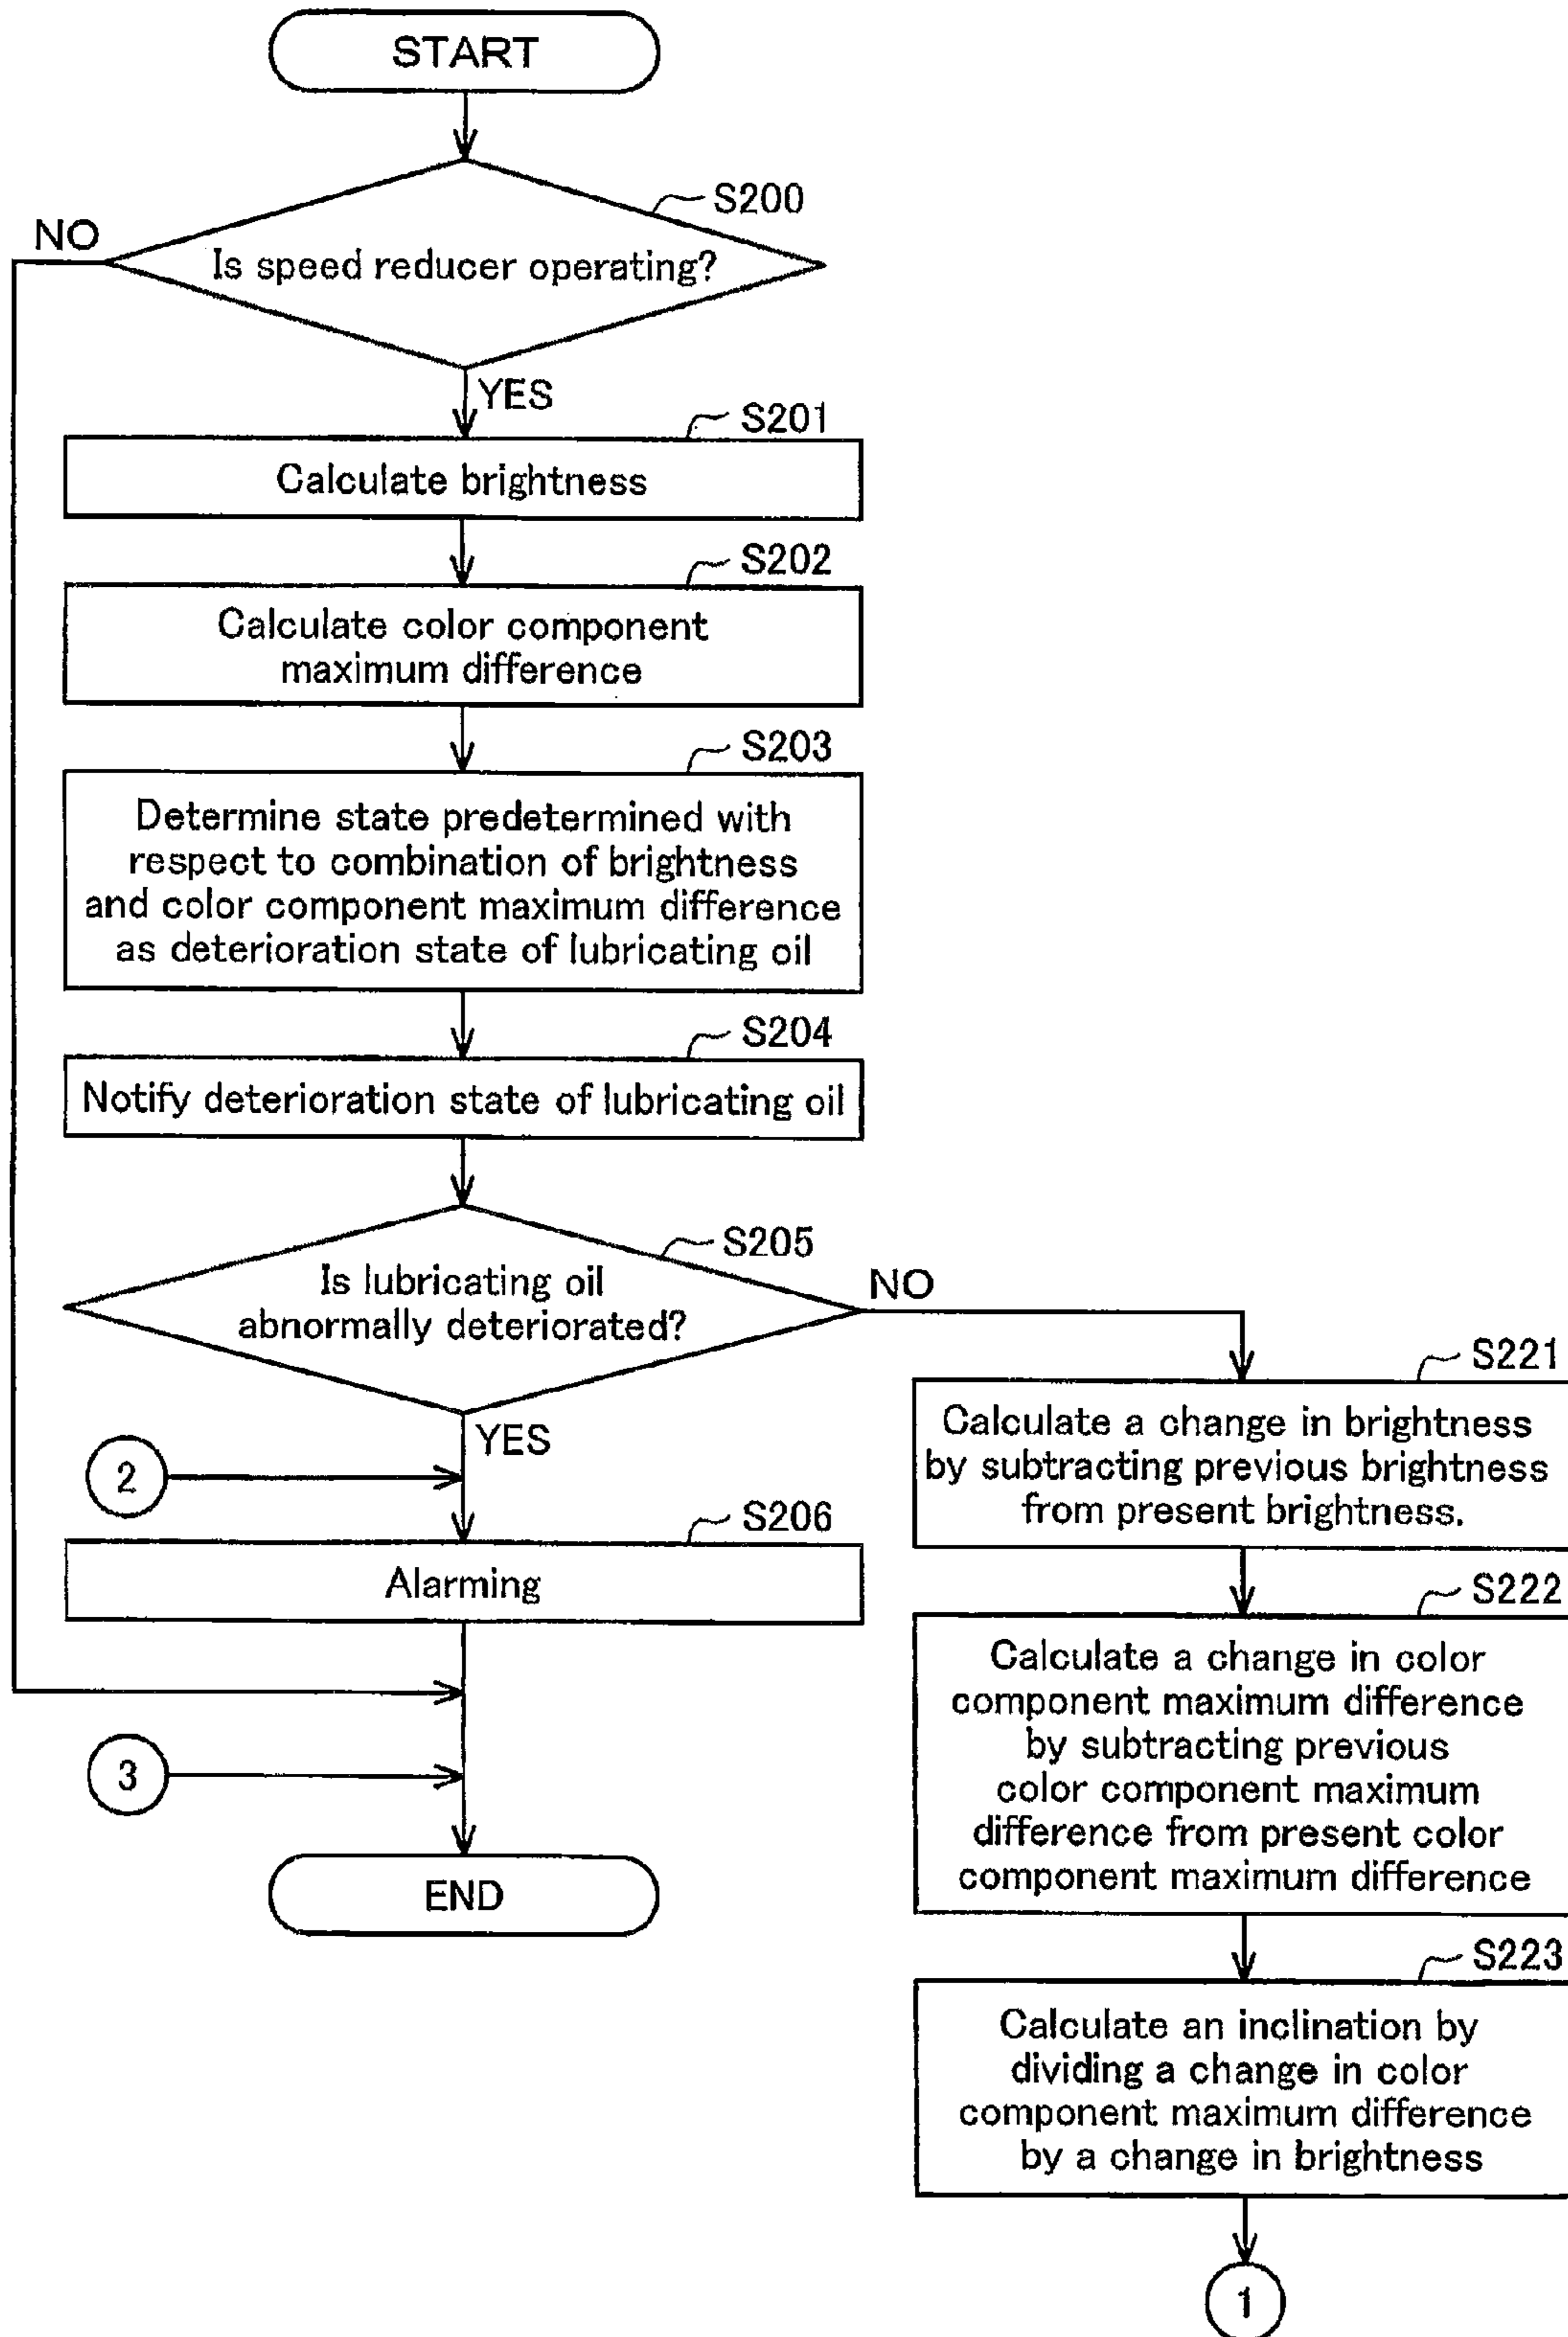 START
S200
NO
Is speed reducer operating?
YES
S201
Calculate brightness
S202
Calculate color component
maximum difference
S203
Determine state predetermined with
respect to combination of brightness
and color component maximum difference
as deterioration state of lubricating oil
S204
Notify deterioration state of lubricating oil
S205
Is lubricating oil
abnormally deteriorated?
NO
YES
2
S206
Alarming
3
END
S221
Calculate a change in brightness
by subtracting previous brightness
from present brightness.
S222
Calculate a change in color
component maximum difference
by subtracting previous
color component maximum
difference from present color
component maximum difference
S223
Calculate an inclination by
dividing a change in color
component maximum difference
by a change in brightness
1